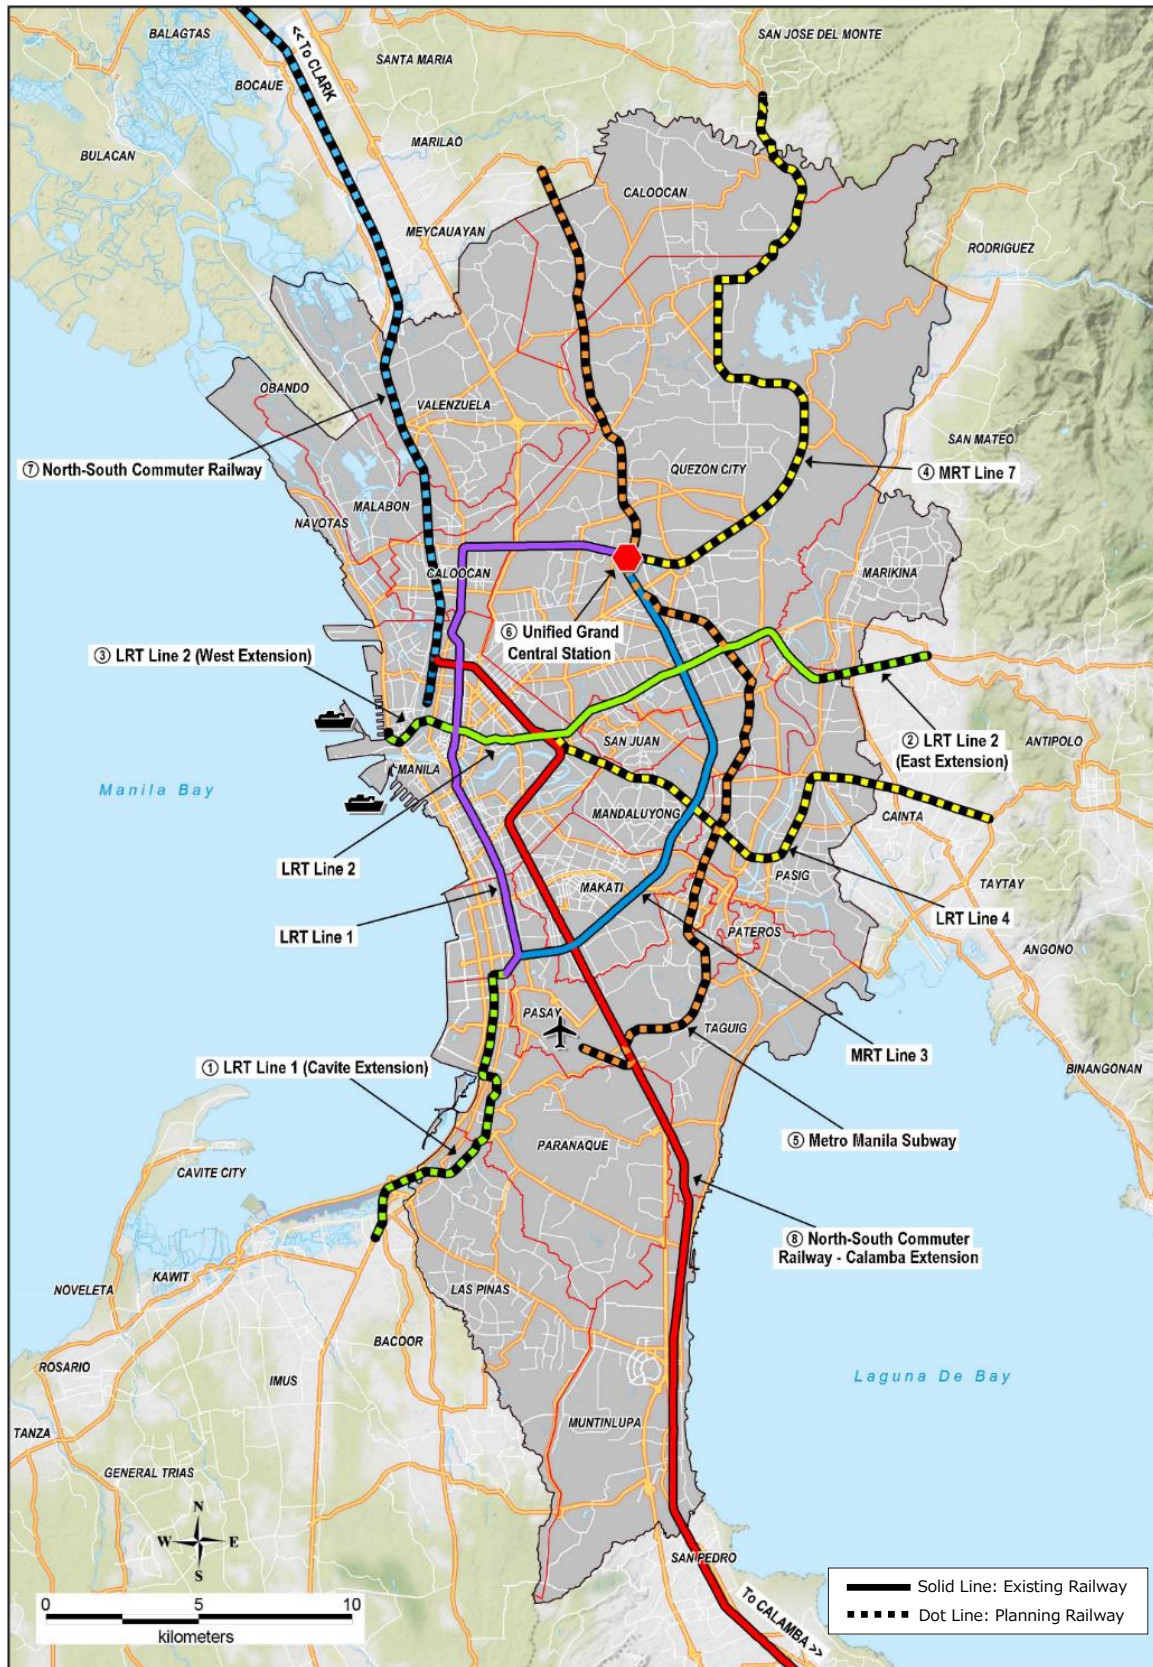 BALAGTAS
<< To CLARK
SAN JOSE DEL MONTE
SANTA MARIA
BOCAUE
BULACAN
MARILAO
CALOOCAN
MEYCAUAYAN
RODRIGUEZ
OBANDO
VALENZUELA
SAN MATEO
⑦ North-South Commuter Railway
QUEZON CITY
④ MRT Line 7
MALABON
NAVOTAS
CALOOCAN
MARIKINA
⑥ Unified Grand
Central Station
③ LRT Line 2 (West Extension)
② LRT Line 2
(East Extension)
ANTIPOLO
SAN JUAN
MANILA
Manila Bay
MANDALUYONG
CAINTA
LRT Line 2
PASIG
MAKATI
TAYTAY
LRT Line 4
LRT Line 1
PATEROS
ANGONO
PASAY
TAGUIG
MRT Line 3
① LRT Line 1 (Cavite Extension)
BINANGONAN
PARANAQUE
⑤ Metro Manila Subway
CAVITE CITY
⑧ North-South Commuter
Railway - Calamba Extension
KAWIT
NOVELETA
LAS PINAS
BACOOR
ROSARIO
IMUS
Laguna De Bay
MUNTINLUPA
TANZA
GENERAL TRIAS
N
W E
S
SAN PEDRO
To CALAMBA >>
0 5 10
kilometers
Solid Line: Existing Railway
Dot Line: Planning Railway